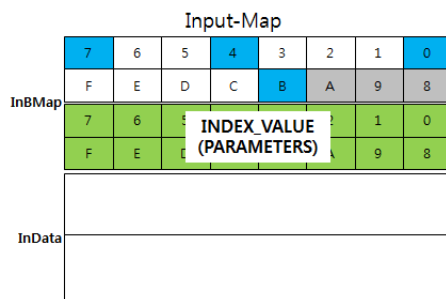 Input-Map
7 6 5 4 3 2 1 0
F E D C B A 9 8
InBMap
7 6 5 2 1 0
INDEX_VALUE
(PARAMETERS)
F E D A 9 8
InData